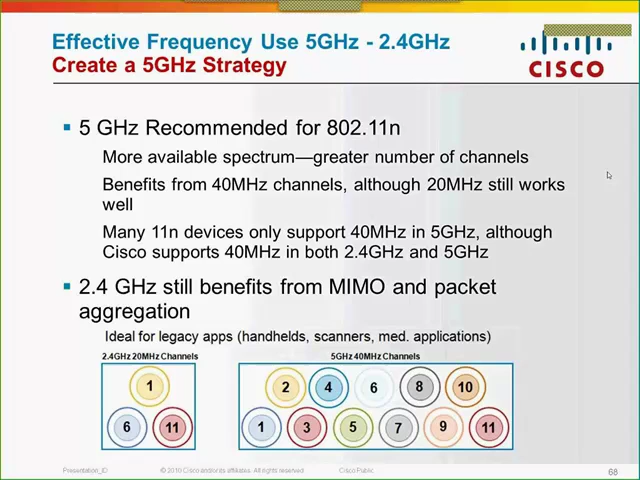 Effective Frequency Use 5GHz - 2.4GHz
Create a 5GHz Strategy
CISCO
5 GHz Recommended for 802.11n
More available spectrum—greater number of channels
Benefits from 40MHz channels, although 20MHz still works
well
Many 11n devices only support 40MHz in 5GHz, although
Cisco supports 40MHz in both 2.4GHz and 5GHz
2.4 GHz still benefits from MIMO and packet
aggregation
Ideal for legacy apps (handhelds, scanners, med. applications)
2.4GHz 20MHz Channels
5GHz 40MHz Channels
1
6 11
2 4 6 8 10
1 3 5 7 9 11
Presentation_ID © 2010 Cisco and/or its affiliates. All rights reserved. Cisco Public 68